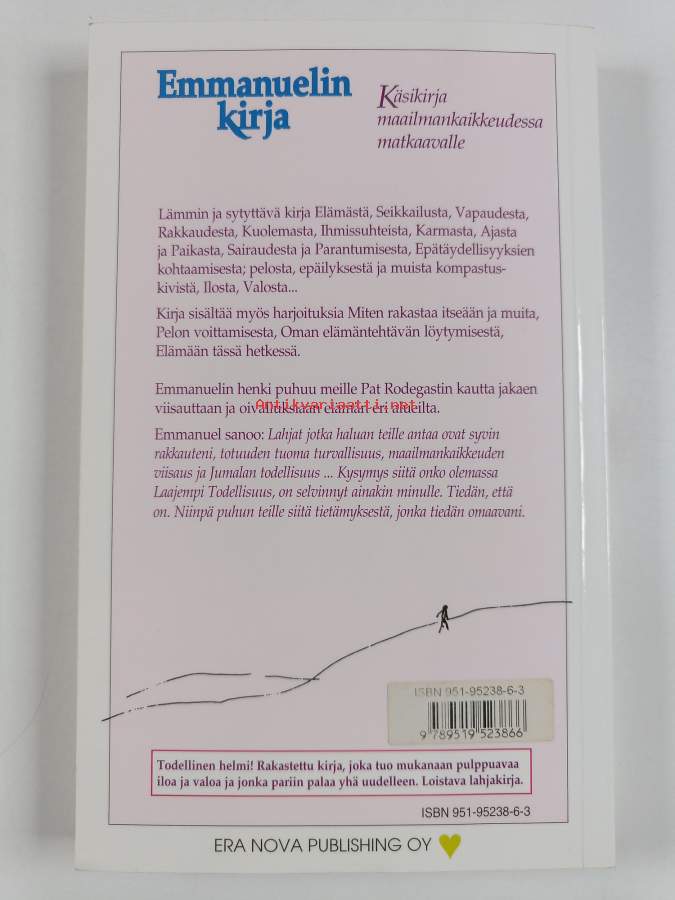 Emmanuelin
kirja
Käsikirja
maailmankaikkeudessa
matkaavalle
Lämmin ja sytyttävä kirja Elämästä, Seikkailusta, Vapaudesta,
Rakkaudesta, Kuolemasta, Ihmissuhteista, Karmasta, Ajasta
ja Paikasta, Sairaudesta ja Parantumisesta, Epätäydellisyyksien
kohtaamisesta; pelosta, epäilyksestä ja muista kompastus-
kivistä, Ilosta, Valosta...
Kirja sisältää myös harjoituksia Miten rakastaa itseään ja muita,
Pelon voittamisesta, Oman elämäntehtävän löytymisestä,
Elämään tässä hetkessä.
Emmanuelin henki puhuu meille Pat Rodegastin kautta jakaen
viisauttaan ja oivalluksiaan elämän eri alueilta.
Antikvariaatti.net
Emmanuel sanoo: Lahjat jotka haluan teille antaa ovat syvin
rakkauteni, totuuden tuoma turvallisuus, maailmankaikkeuden
viisaus ja Jumalan todellisuus ... Kysymys siitä onko olemassa
Laajempi Todellisuus, on selvinnyt ainakin minulle. Tiedän, että
on. Niinpä puhun teille siitä tietämyksestä, jonka tiedän omaavani.
ISBN 951-95238-6-3
9 789519 523866
Todellinen helmi! Rakastettu kirja, joka tuo mukanaan pulppuavaa
iloa ja valoa ja jonka pariin palaa yhä uudelleen. Loistava lahjakirja.
ISBN 951-95238-6-3
ERA NOVA PUBLISHING OY